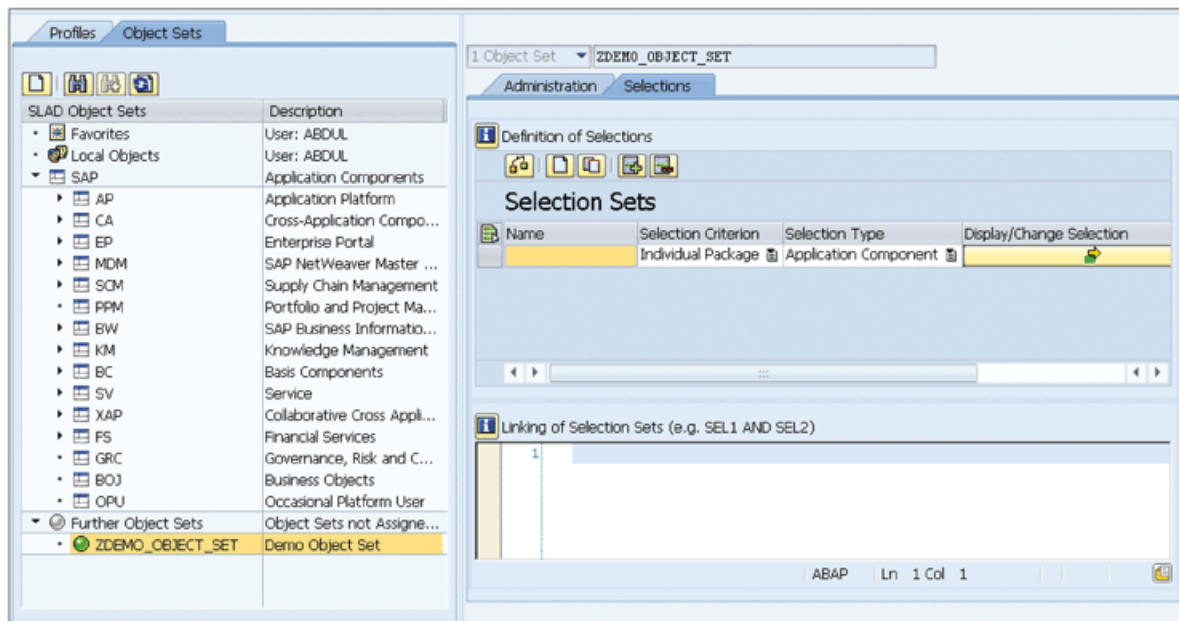 Profiles Object Sets
SLAD Object Sets Description
Favorites User: ABDUL
Local Objects User: ABDUL
SAP Application Components
AP Application Platform
CA Cross-Application Compo...
EP Enterprise Portal
MDM SAP NetWeaver Master ...
SCM Supply Chain Management
PPM Portfolio and Project Ma...
BW SAP Business Informatio...
KM Knowledge Management
BC Basis Components
SV Service
XAP Collaborative Cross Appli...
FS Financial Services
GRC Governance, Risk and C...
BOJ Business Objects
OPU Occasional Platform User
Further Object Sets Object Sets not Assigne...
ZDEMO_OBJECT_SET Demo Object Set
1 Object Set ZDEMO_OBJECT_SET
Administration Selections
Definition of Selections
Selection Sets
Name Selection Criterion Selection Type Display/Change Selection
Individual Package Application Component
Linking of Selection Sets (e.g. SEL1 AND SEL2)
1
ABAP Ln 1 Col 1